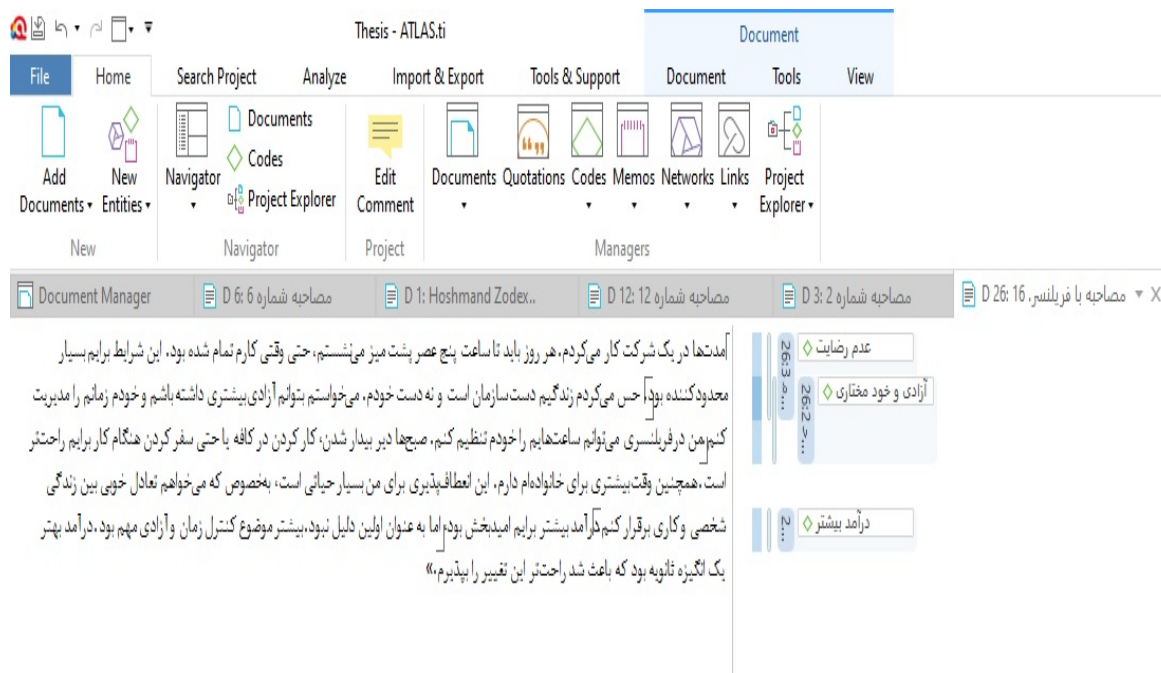 Thesis - ATLAS.ti
Document
File Home Search Project Analyze Import & Export Tools & Support Document Tools View
Add Documents
New Entities
Navigator
Documents
Codes
Project Explorer
Edit Comment
Documents Quotations Codes Memos Networks Links Project Explorer
New Navigator Project Managers
Document Manager
D 6: 6 مصاحبه شماره
D 1: Hoshmand Zodex..
D 12: 12 مصاحبه شماره
D 3: 2 مصاحبه شماره
D 26: 16 .مصاحبه با فریلنسر
مدتها در یک شرکت کار می‌کردم، هر روز باید تا ساعت پنج عصر پشت میز می‌نشستم، حتی وقتی کارم تمام شده بود. این شرایط برایم بسیار
محدودکننده بود، حس می‌کردم زندگیم دست سازمان است و نه دست خودم. می‌خواستم بتوانم آزادی‌بیشتری داشته‌باشم و خودم زمانم را مدیریت
کنم.من در فریلنسری می‌توانم ساعت‌هایم را خودم تنظیم کنم. صبح‌ها دیر بیدار شدن، کار کردن در کافه یا حتی سفر کردن هنگام کار برایم راحت‌تر
است.همچنین وقت‌بیشتری برای خانواده‌ام دارم. این انعطاف‌پذیری برای من بسیار حیاتی است، به‌خصوص که می‌خواهم تعادل خوبی بین زندگی
شخصی و کاری برقرار کنم.درآمد بیشتر برایم امیدبخش بود، اما به عنوان اولین دلیل نبود،بیشتر موضوع کنترل زمان و آزادی مهم بود .درآمد بهتر
یک انگیزه ثانویه بود که باعث شد راحت‌تر این تغییر را بپذیرم.»
عدم رضایت
26:3
آزادی و خود مختاری
26:2
درآمد بیشتر
2...